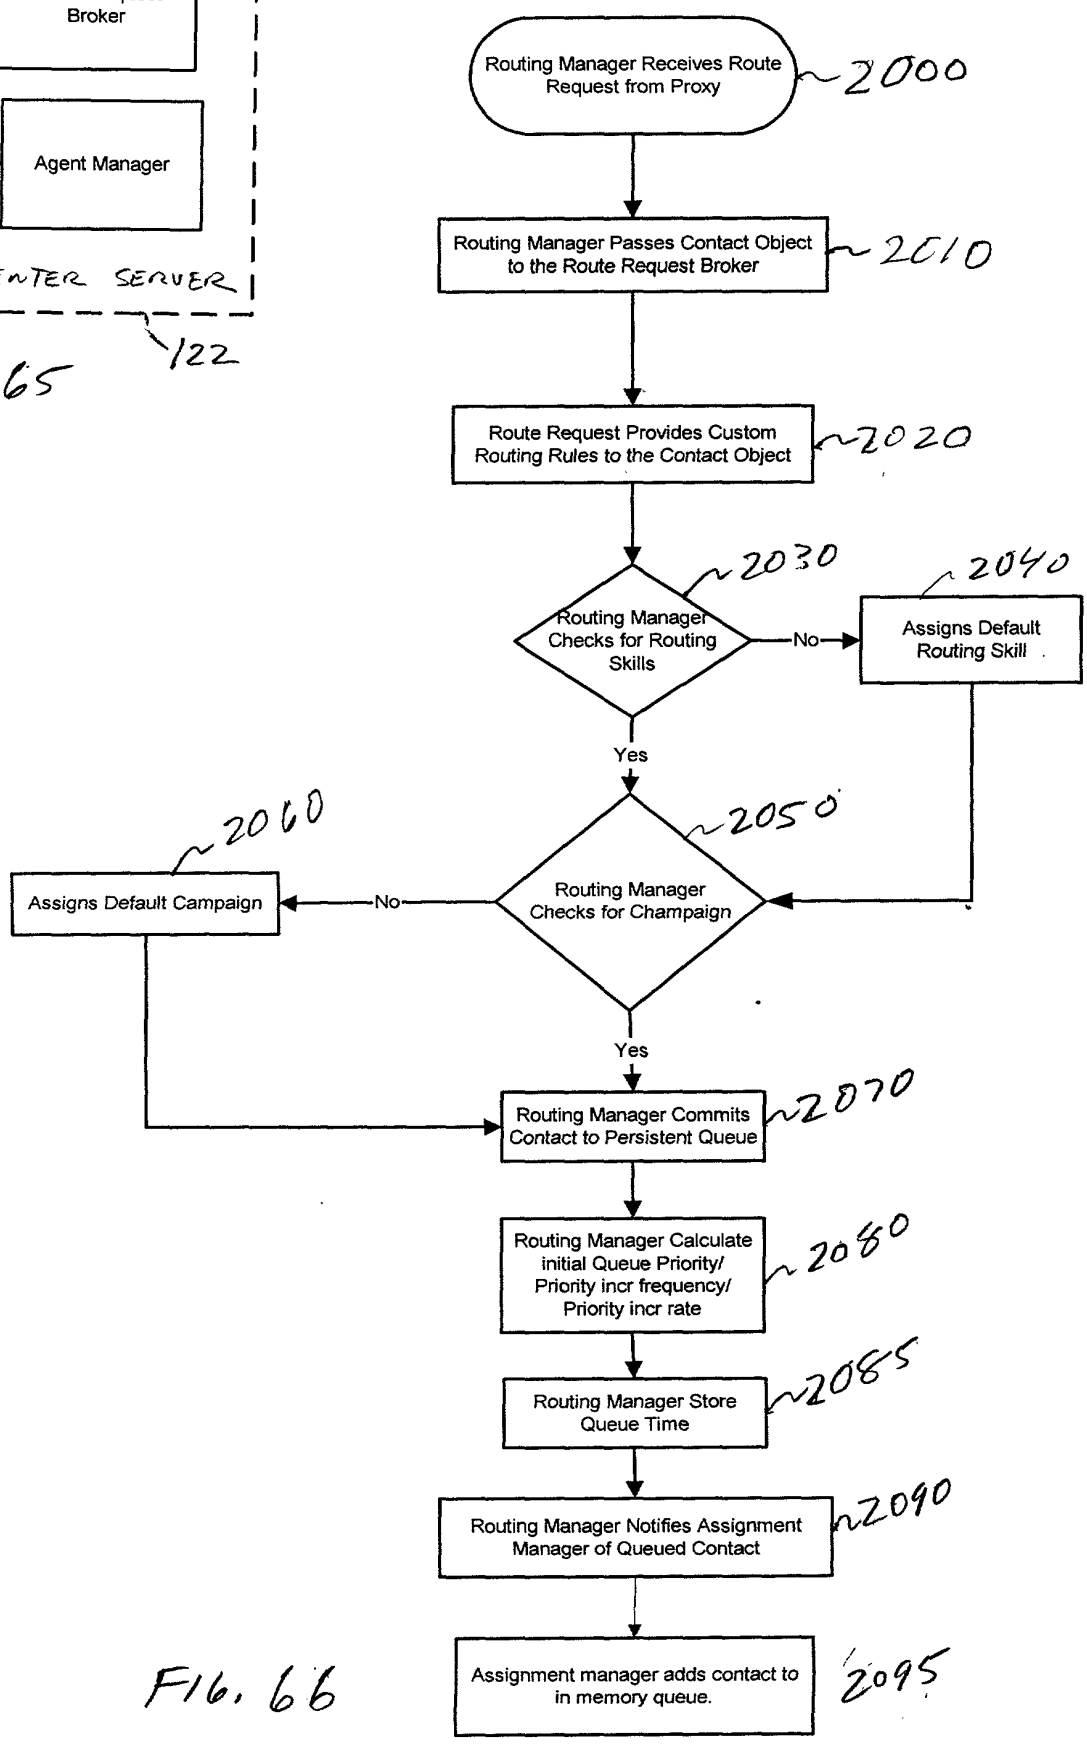 Broker
Agent Manager
ENTER SERVER
122
65
Routing Manager Receives Route
Request from Proxy
2000
Routing Manager Passes Contact Object
to the Route Request Broker
2010
Route Request Provides Custom
Routing Rules to the Contact Object
2020
2030
Routing Manager
Checks for Routing
Skills
No
2040
Assigns Default
Routing Skill
Yes
2050
Routing Manager
Checks for Champaign
No
2060
Assigns Default Campaign
Yes
Routing Manager Commits
Contact to Persistent Queue
2070
Routing Manager Calculate
initial Queue Priority/
Priority incr frequency/
Priority incr rate
2080
Routing Manager Store
Queue Time
2085
Routing Manager Notifies Assignment
Manager of Queued Contact
2090
Assignment manager adds contact to
in memory queue.
2095
FIG. 66